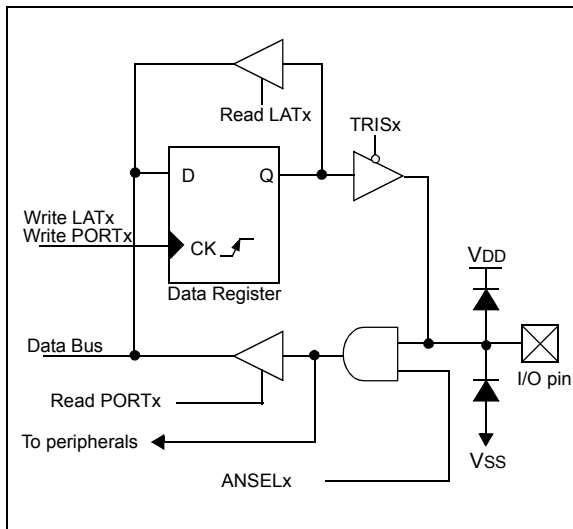 Read LATx
TRISx
D
Q
Write LATx
Write PORTx
CK
Data Register
VDD
Data Bus
I/O pin
Read PORTx
To peripherals
VSS
ANSELx